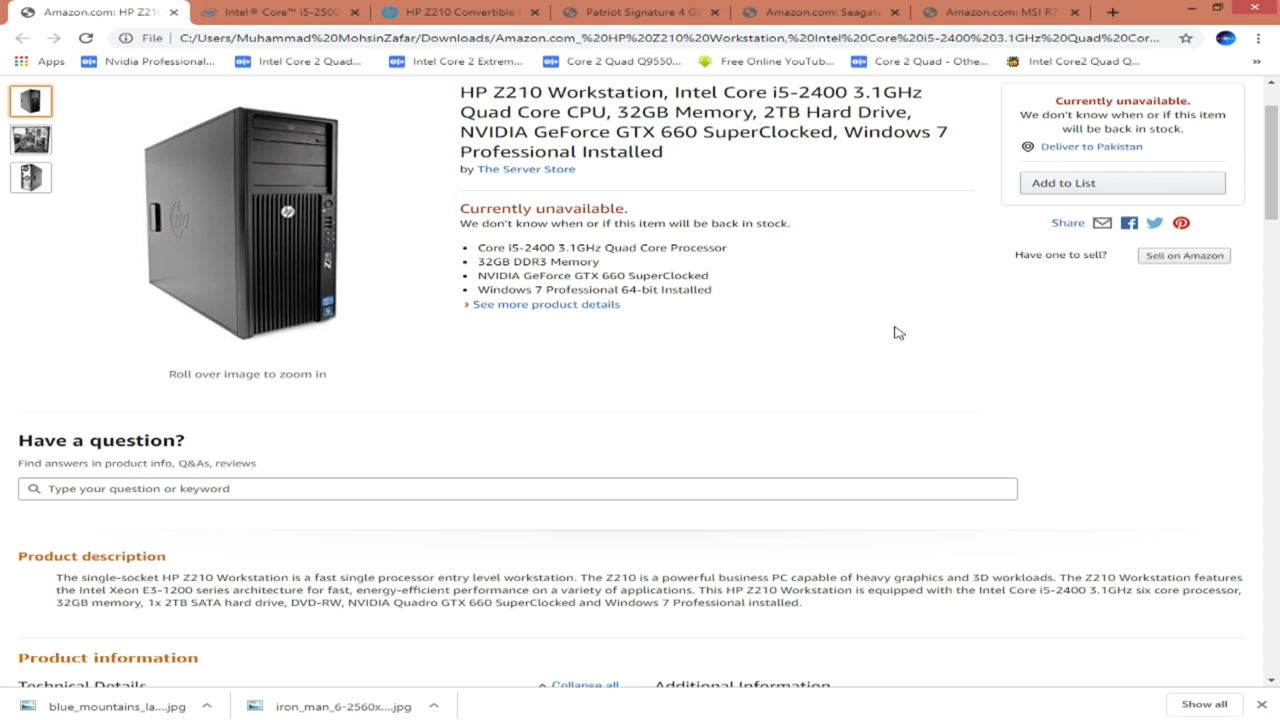 Amazon.com: HP Z210
Intel® Core™ i5-2500
HP Z210 Convertible
Patriot Signature 4 G
Amazon.com: Seagate
Amazon.com: MSI R7
File
C:/Users/Muhammad%20MohsinZafar/Downloads/Amazon.com_%20HP%20Z210%20Workstation,%20Intel%20Core%20i5-2400%203.1GHz%20Quad%20Cor...
Apps
Nvidia Professional...
Intel Core 2 Quad...
Intel Core 2 Extrem...
Core 2 Quad Q9550...
Free Online YouTub...
Core 2 Quad - Othe...
Intel Core2 Quad Q...
»
HP Z210 Workstation, Intel Core i5-2400 3.1GHz
Quad Core CPU, 32GB Memory, 2TB Hard Drive,
NVIDIA GeForce GTX 660 SuperClocked, Windows 7
Professional Installed
by The Server Store
Currently unavailable.
We don't know when or if this item will be back in stock.
• Core i5-2400 3.1GHz Quad Core Processor
• 32GB DDR3 Memory
• NVIDIA GeForce GTX 660 SuperClocked
• Windows 7 Professional 64-bit Installed
› See more product details
Roll over image to zoom in
Currently unavailable.
We don't know when or if this item
will be back in stock.
Deliver to Pakistan
Add to List
Share
Have one to sell?
Sell on Amazon
Have a question?
Find answers in product info, Q&As, reviews
Type your question or keyword
Product description
The single-socket HP Z210 Workstation is a fast single processor entry level workstation. The Z210 is a powerful business PC capable of heavy graphics and 3D workloads. The Z210 Workstation features
the Intel Xeon E3-1200 series architecture for fast, energy-efficient performance on a variety of applications. This HP Z210 Workstation is equipped with the Intel Core i5-2400 3.1GHz six core processor,
32GB memory, 1x 2TB SATA hard drive, DVD-RW, NVIDIA Quadro GTX 660 SuperClocked and Windows 7 Professional installed.
Product information
Technical Details
Collapse all
Additional Information
blue_mountains_la....jpg
iron_man_6-2560x....jpg
Show all